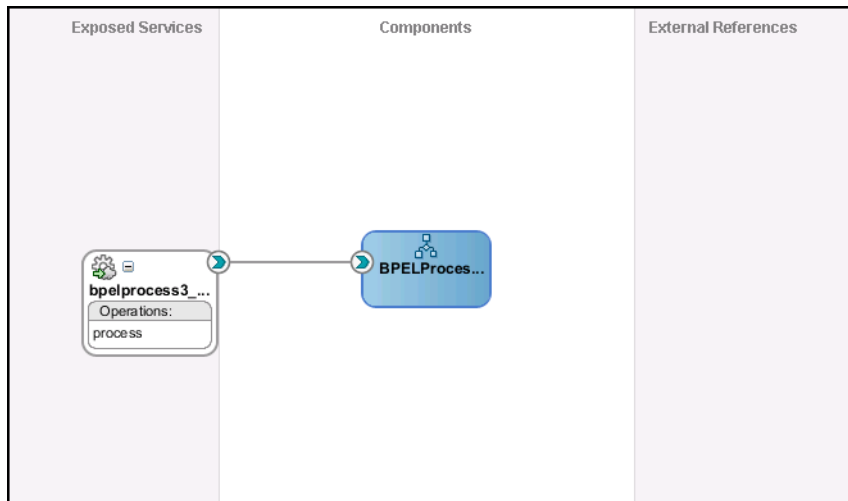 Exposed Services
Components
External References
bpelprocess3_...
Operations:
process
BPELProces...